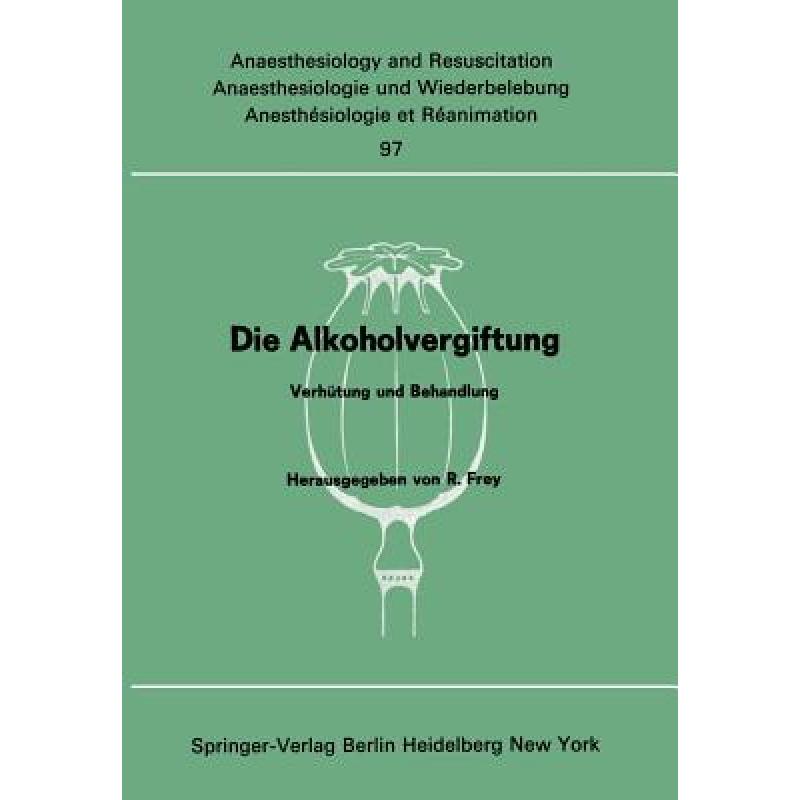 Anaesthesiology and Resuscitation
Anaesthesiologie und Wiederbelebung
Anesthésiologie et Réanimation
97
Die Alkoholvergiftung
Verhütung und Behandlung
Herausgegeben von R. Frey
Springer-Verlag Berlin Heidelberg New York